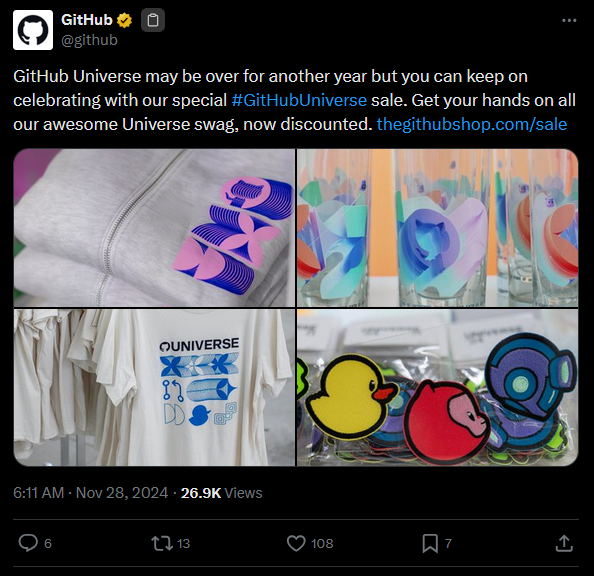 GitHub
@github
GitHub Universe may be over for another year but you can keep on
celebrating with our special #GitHubUniverse sale. Get your hands on all
our awesome Universe swag, now discounted. thegithubshop.com/sale
UNIVERSE
6:11 AM · Nov 28, 2024 · 26.9K Views
6 13 108 7